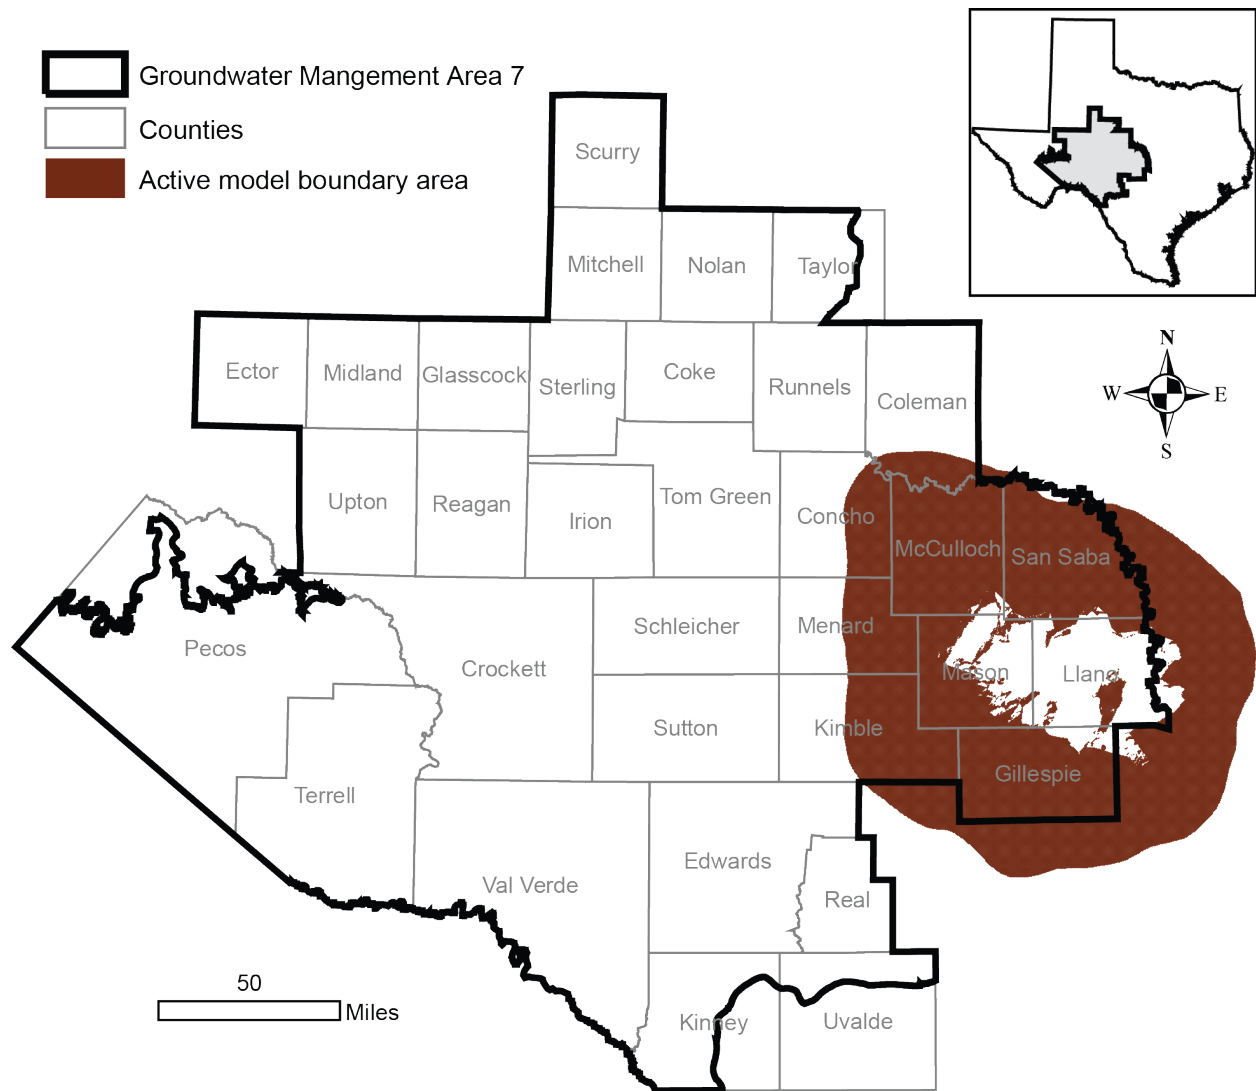 Groundwater Mangement Area 7
Counties
Active model boundary area
Scurry
Mitchell
Nolan
Taylor
Ector
Midland
Glasscock
Sterling
Coke
Runnels
Coleman
N
W
E
S
Upton
Reagan
Irion
Tom Green
Concho
McCulloch
San Saba
Pecos
Crockett
Schleicher
Menard
Mason
Llano
Sutton
Kimble
Gillespie
Terrell
Val Verde
Edwards
Real
50
Miles
Kinney
Uvalde